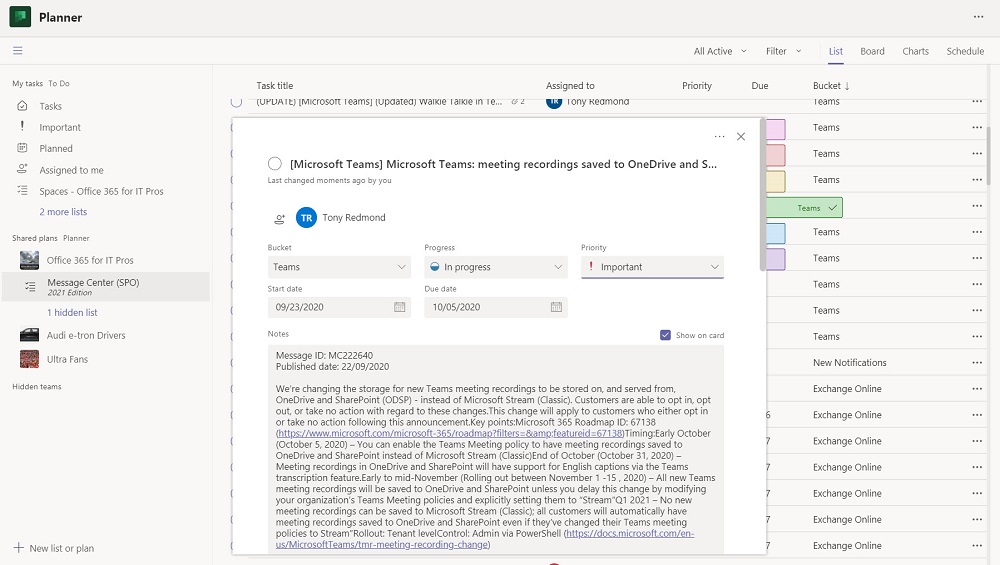 Planner
All Active
Filter
List
Board
Charts
Schedule
My tasks To Do
Tasks
Important
Planned
Assigned to me
Spaces - Office 365 for IT Pros
2 more lists
Shared plans Planner
Office 365 for IT Pros
Message Center (SPO)
2021 Edition
1 hidden list
Audi e-tron Drivers
Ultra Fans
Hidden teams
New list or plan
Task title
Assigned to
Priority
Due
Bucket
(UPDATE) [Microsoft Teams] (Updated) Walkie Talkie in Te... 2 TR Tony Redmond Teams
Teams
Teams
Teams
Teams Teams
Teams
Teams
Teams
Teams
Teams
New Notifications
Exchange Online
6 Exchange Online
7 Exchange Online
7 Exchange Online
7 Exchange Online
7 Exchange Online
7 Exchange Online
[Microsoft Teams] Microsoft Teams: meeting recordings saved to OneDrive and S...
Last changed moments ago by you
TR Tony Redmond
Bucket
Progress
Priority
Teams
In progress
Important
Start date
Due date
09/23/2020
10/05/2020
Notes
Show on card
Message ID: MC222640
Published date: 22/09/2020
We're changing the storage for new Teams meeting recordings to be stored on, and served from,
OneDrive and SharePoint (ODSP) - instead of Microsoft Stream (Classic). Customers are able to opt in, opt
out, or take no action with regard to these changes.This change will apply to customers who either opt in
or take no action following this announcement.Key points:Microsoft 365 Roadmap ID: 67138
(https://www.microsoft.com/microsoft-365/roadmap?filters=&amp;featureid=67138)Timing:Early October
(October 5, 2020) – You can enable the Teams Meeting policy to have meeting recordings saved to
OneDrive and SharePoint instead of Microsoft Stream (Classic)End of October (October 31, 2020) –
Meeting recordings in OneDrive and SharePoint will have support for English captions via the Teams
transcription feature.Early to mid-November (Rolling out between November 1 -15 , 2020) – All new Teams
meeting recordings will be saved to OneDrive and SharePoint unless you delay this change by modifying
your organization's Teams Meeting policies and explicitly setting them to “Stream”Q1 2021 – No new
meeting recordings can be saved to Microsoft Stream (Classic); all customers will automatically have
meeting recordings saved to OneDrive and SharePoint even if they've changed their Teams meeting
policies to Stream”Rollout: Tenant levelControl: Admin via PowerShell (https://docs.microsoft.com/en-
us/MicrosoftTeams/tmr-meeting-recording-change)